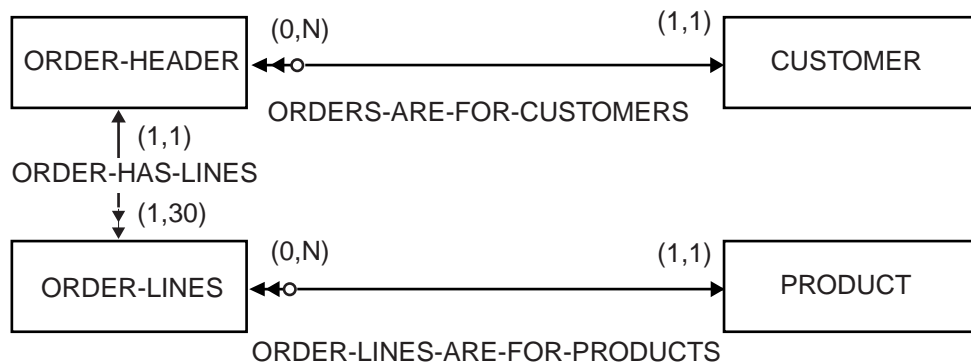 (0,N) (1,1)
ORDER-HEADER CUSTOMER
ORDERS-ARE-FOR-CUSTOMERS
(1,1)
ORDER-HAS-LINES
(1,30)
(0,N) (1,1)
ORDER-LINES PRODUCT
ORDER-LINES-ARE-FOR-PRODUCTS